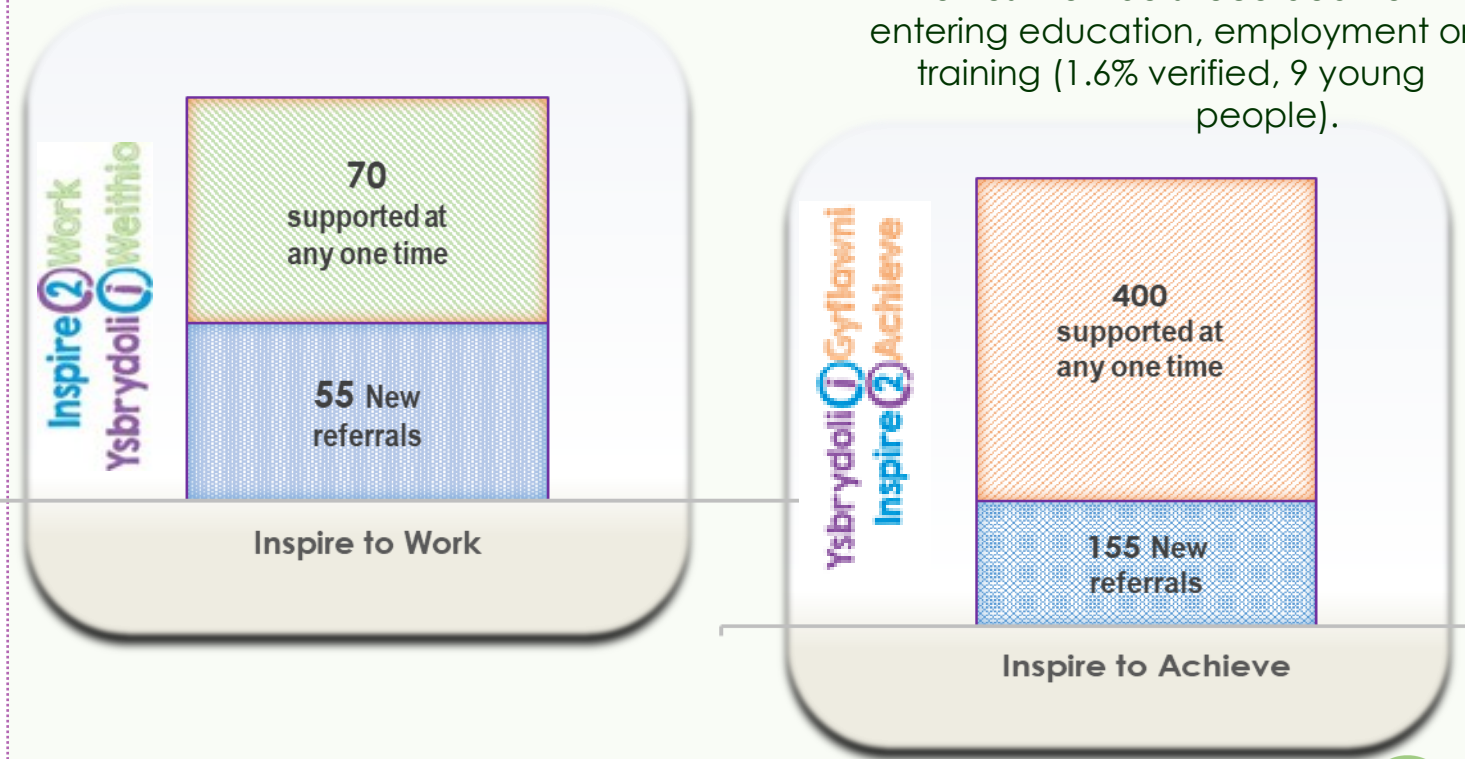 entering education, employment or
training (1.6% verified, 9 young
people).
Inspire2Work
Ysbrydoli i Weithio
70
supported at
any one time
55 New
referrals
Inspire to Work
Ysbrydoli i Gyflawni
Inspire2Achieve
400
supported at
any one time
155 New
referrals
Inspire to Achieve